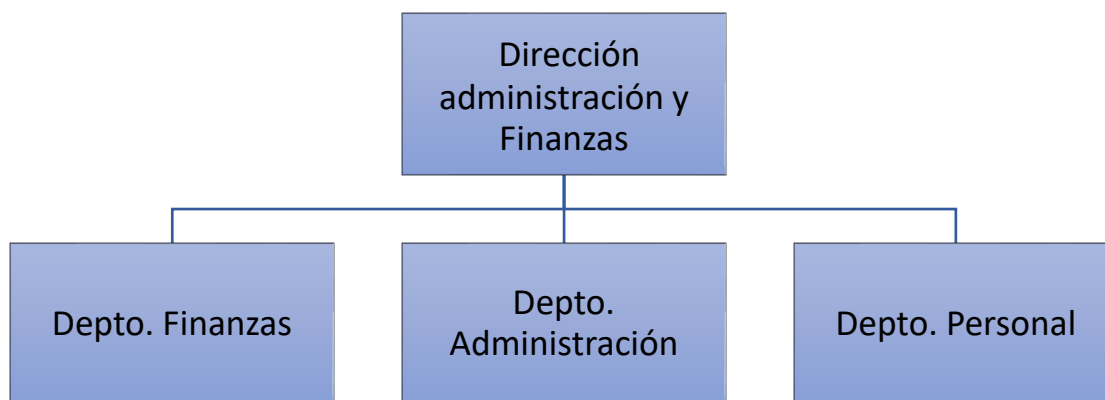 Dirección
administración y
Finanzas
Depto. Finanzas
Depto.
Administración
Depto. Personal